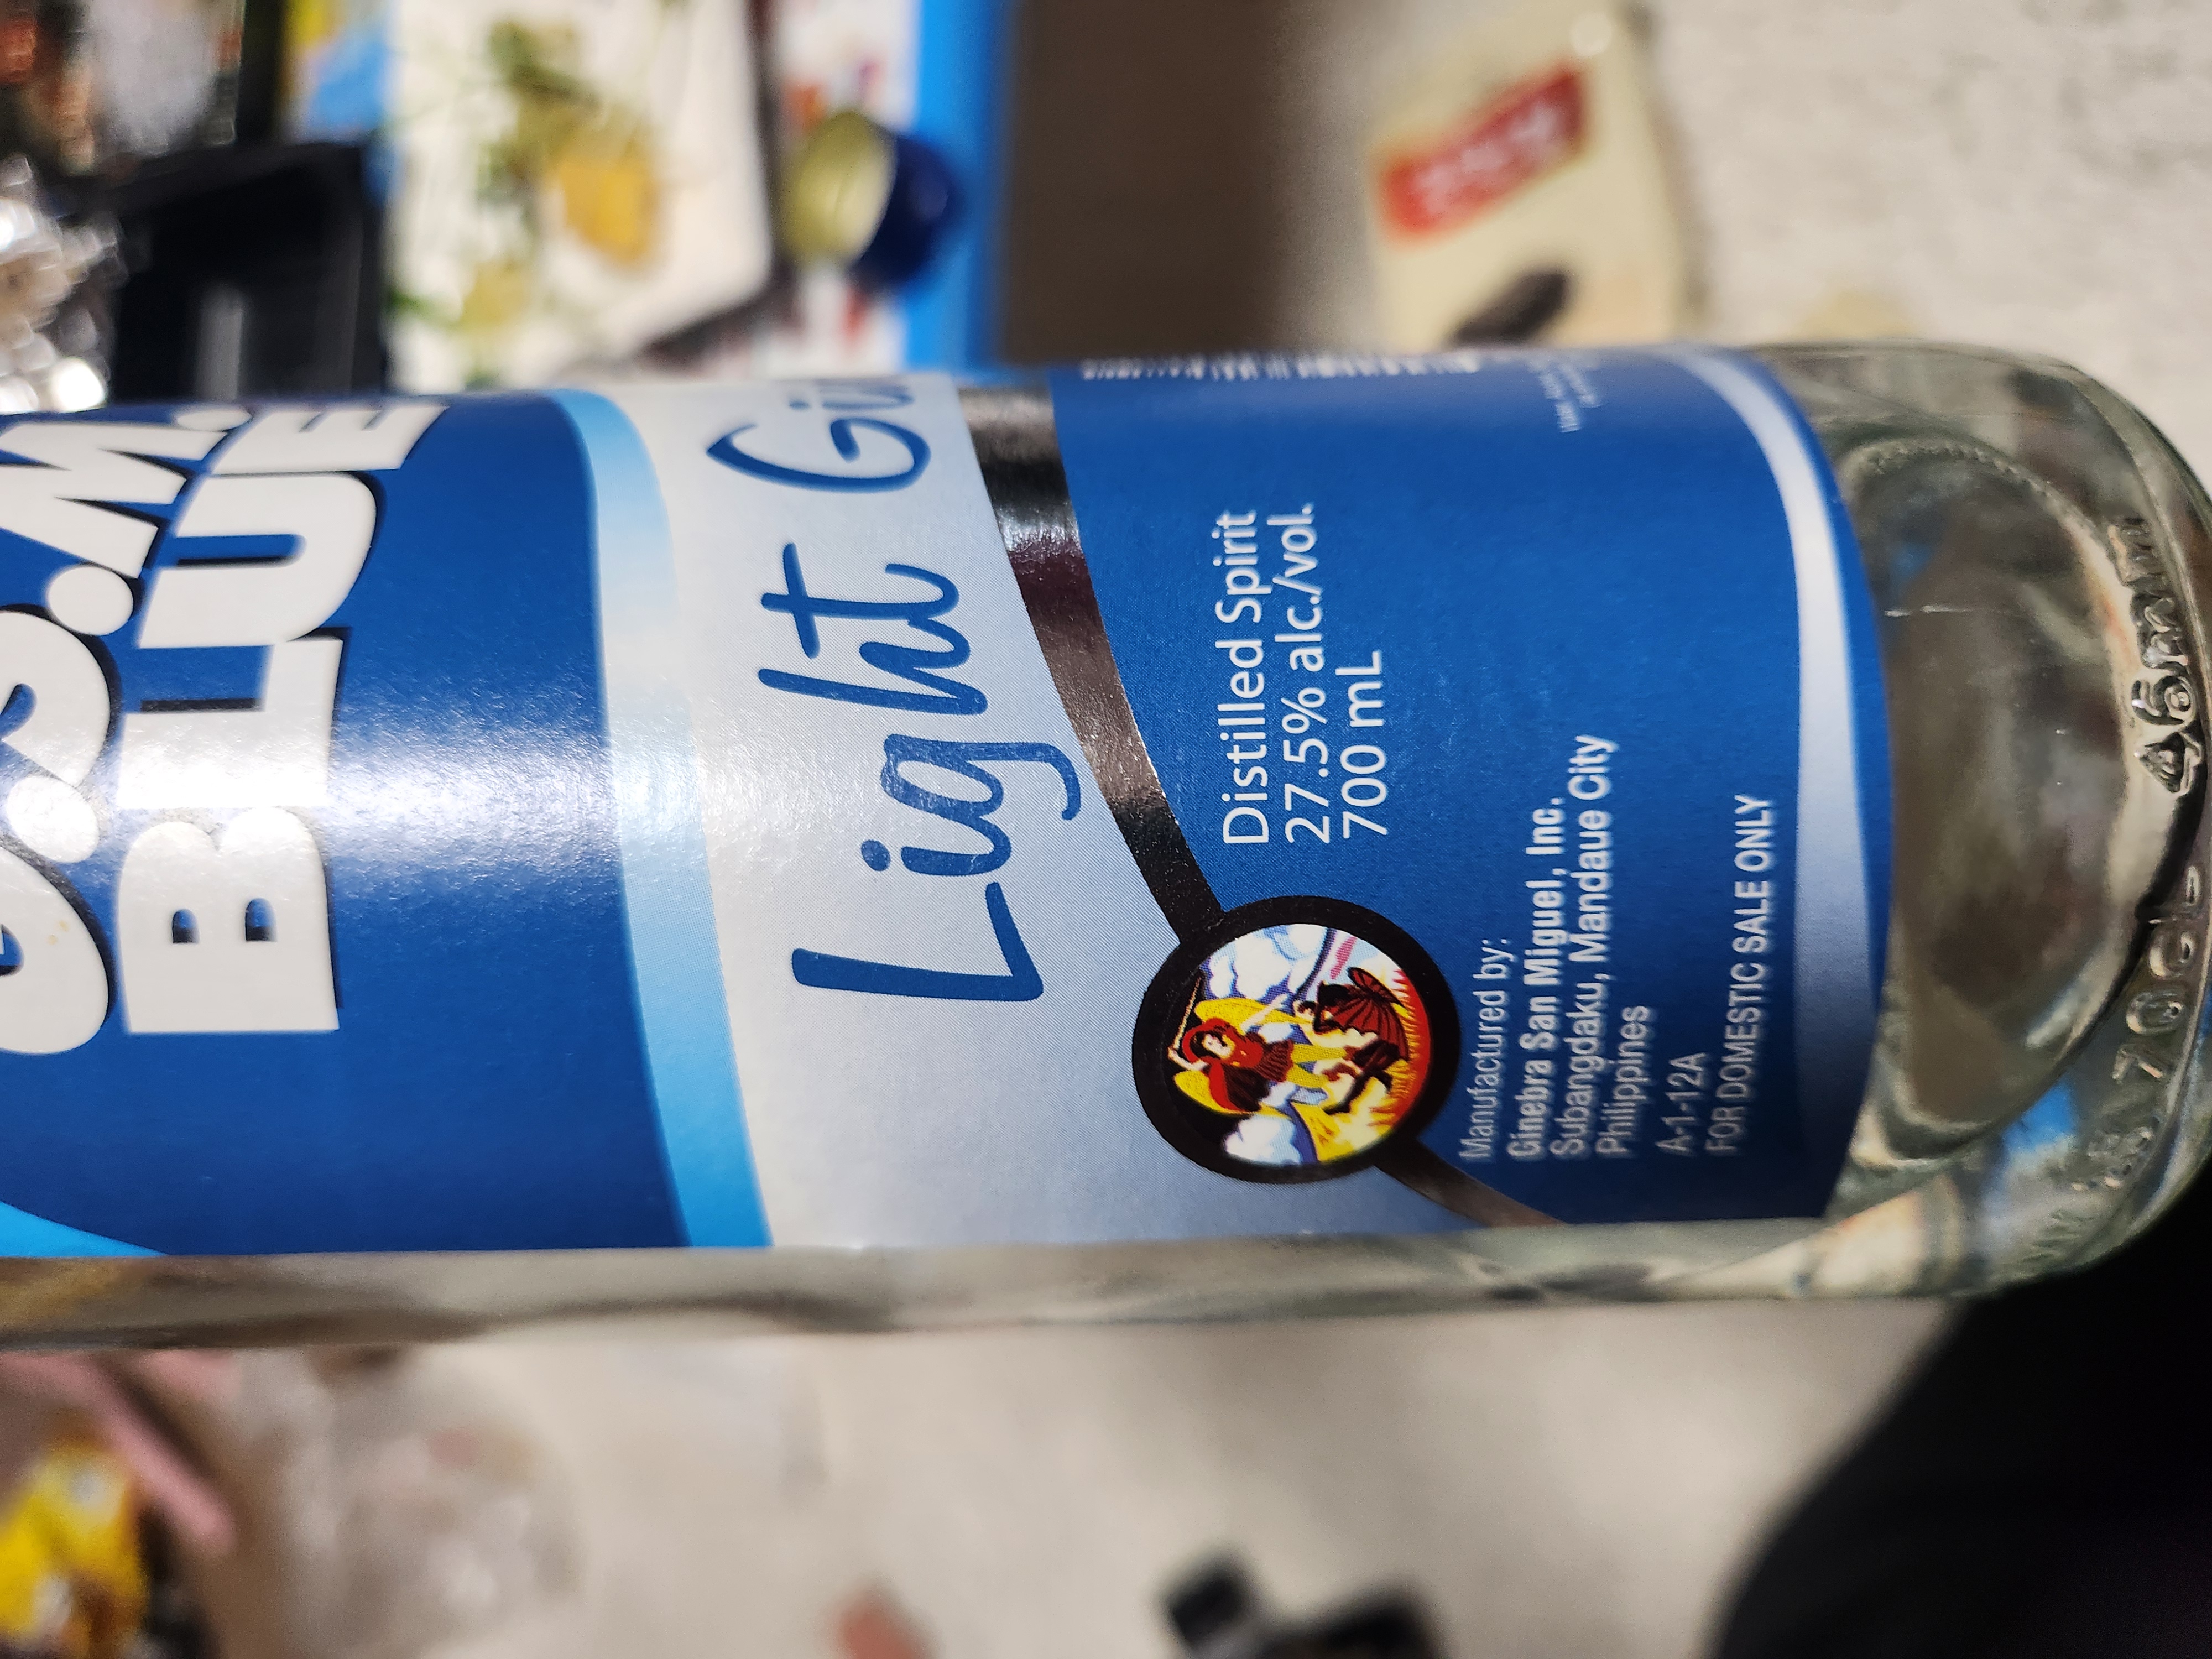 G.S.M.
BLUE
Light Gin
Distilled Spirit
27.5% alc./vol.
700 mL
Manufactured by:
Ginebra San Miguel, Inc.
Subangdaku, Mandaue City
Philippines
A-1-12A
FOR DOMESTIC SALE ONLY